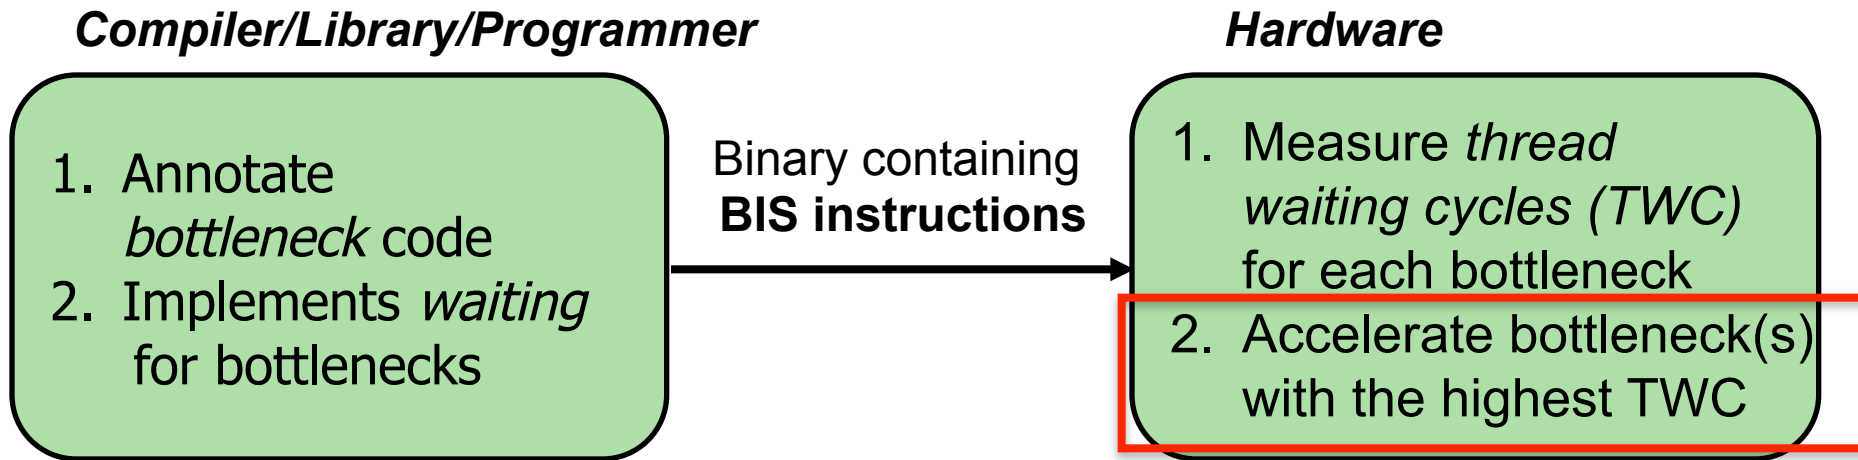 Compiler/Library/Programmer
1. Annotate
bottleneck code
2. Implements waiting
for bottlenecks
Binary containing
BIS instructions
Hardware
1. Measure thread
waiting cycles (TWC)
for each bottleneck
2. Accelerate bottleneck(s)
with the highest TWC